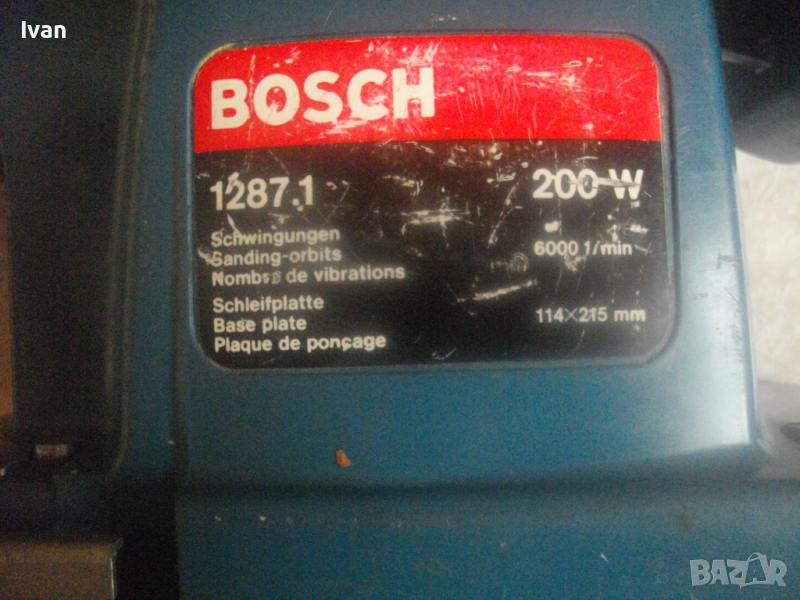 Ivan
BOSCH
1287.1 200 W
Schwingungen
Sanding-orbits 6000 1/min
Nombre de vibrations
Schleifplatte
Base plate 114×215 mm
Plaque de ponçage
BAZAR